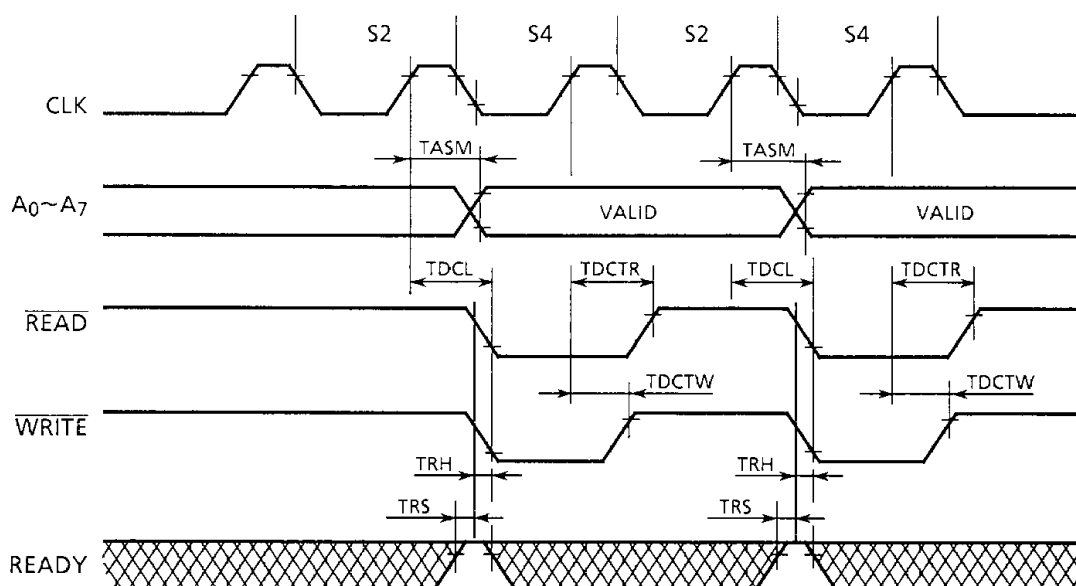 S2 S4 S2 S4
CLK
TASM TASM
A0~A7 VALID VALID
TDCL TDCTR TDCL TDCTR
READ
TDCTW TDCTW
WRITE
TRH TRH
TRS TRS
READY